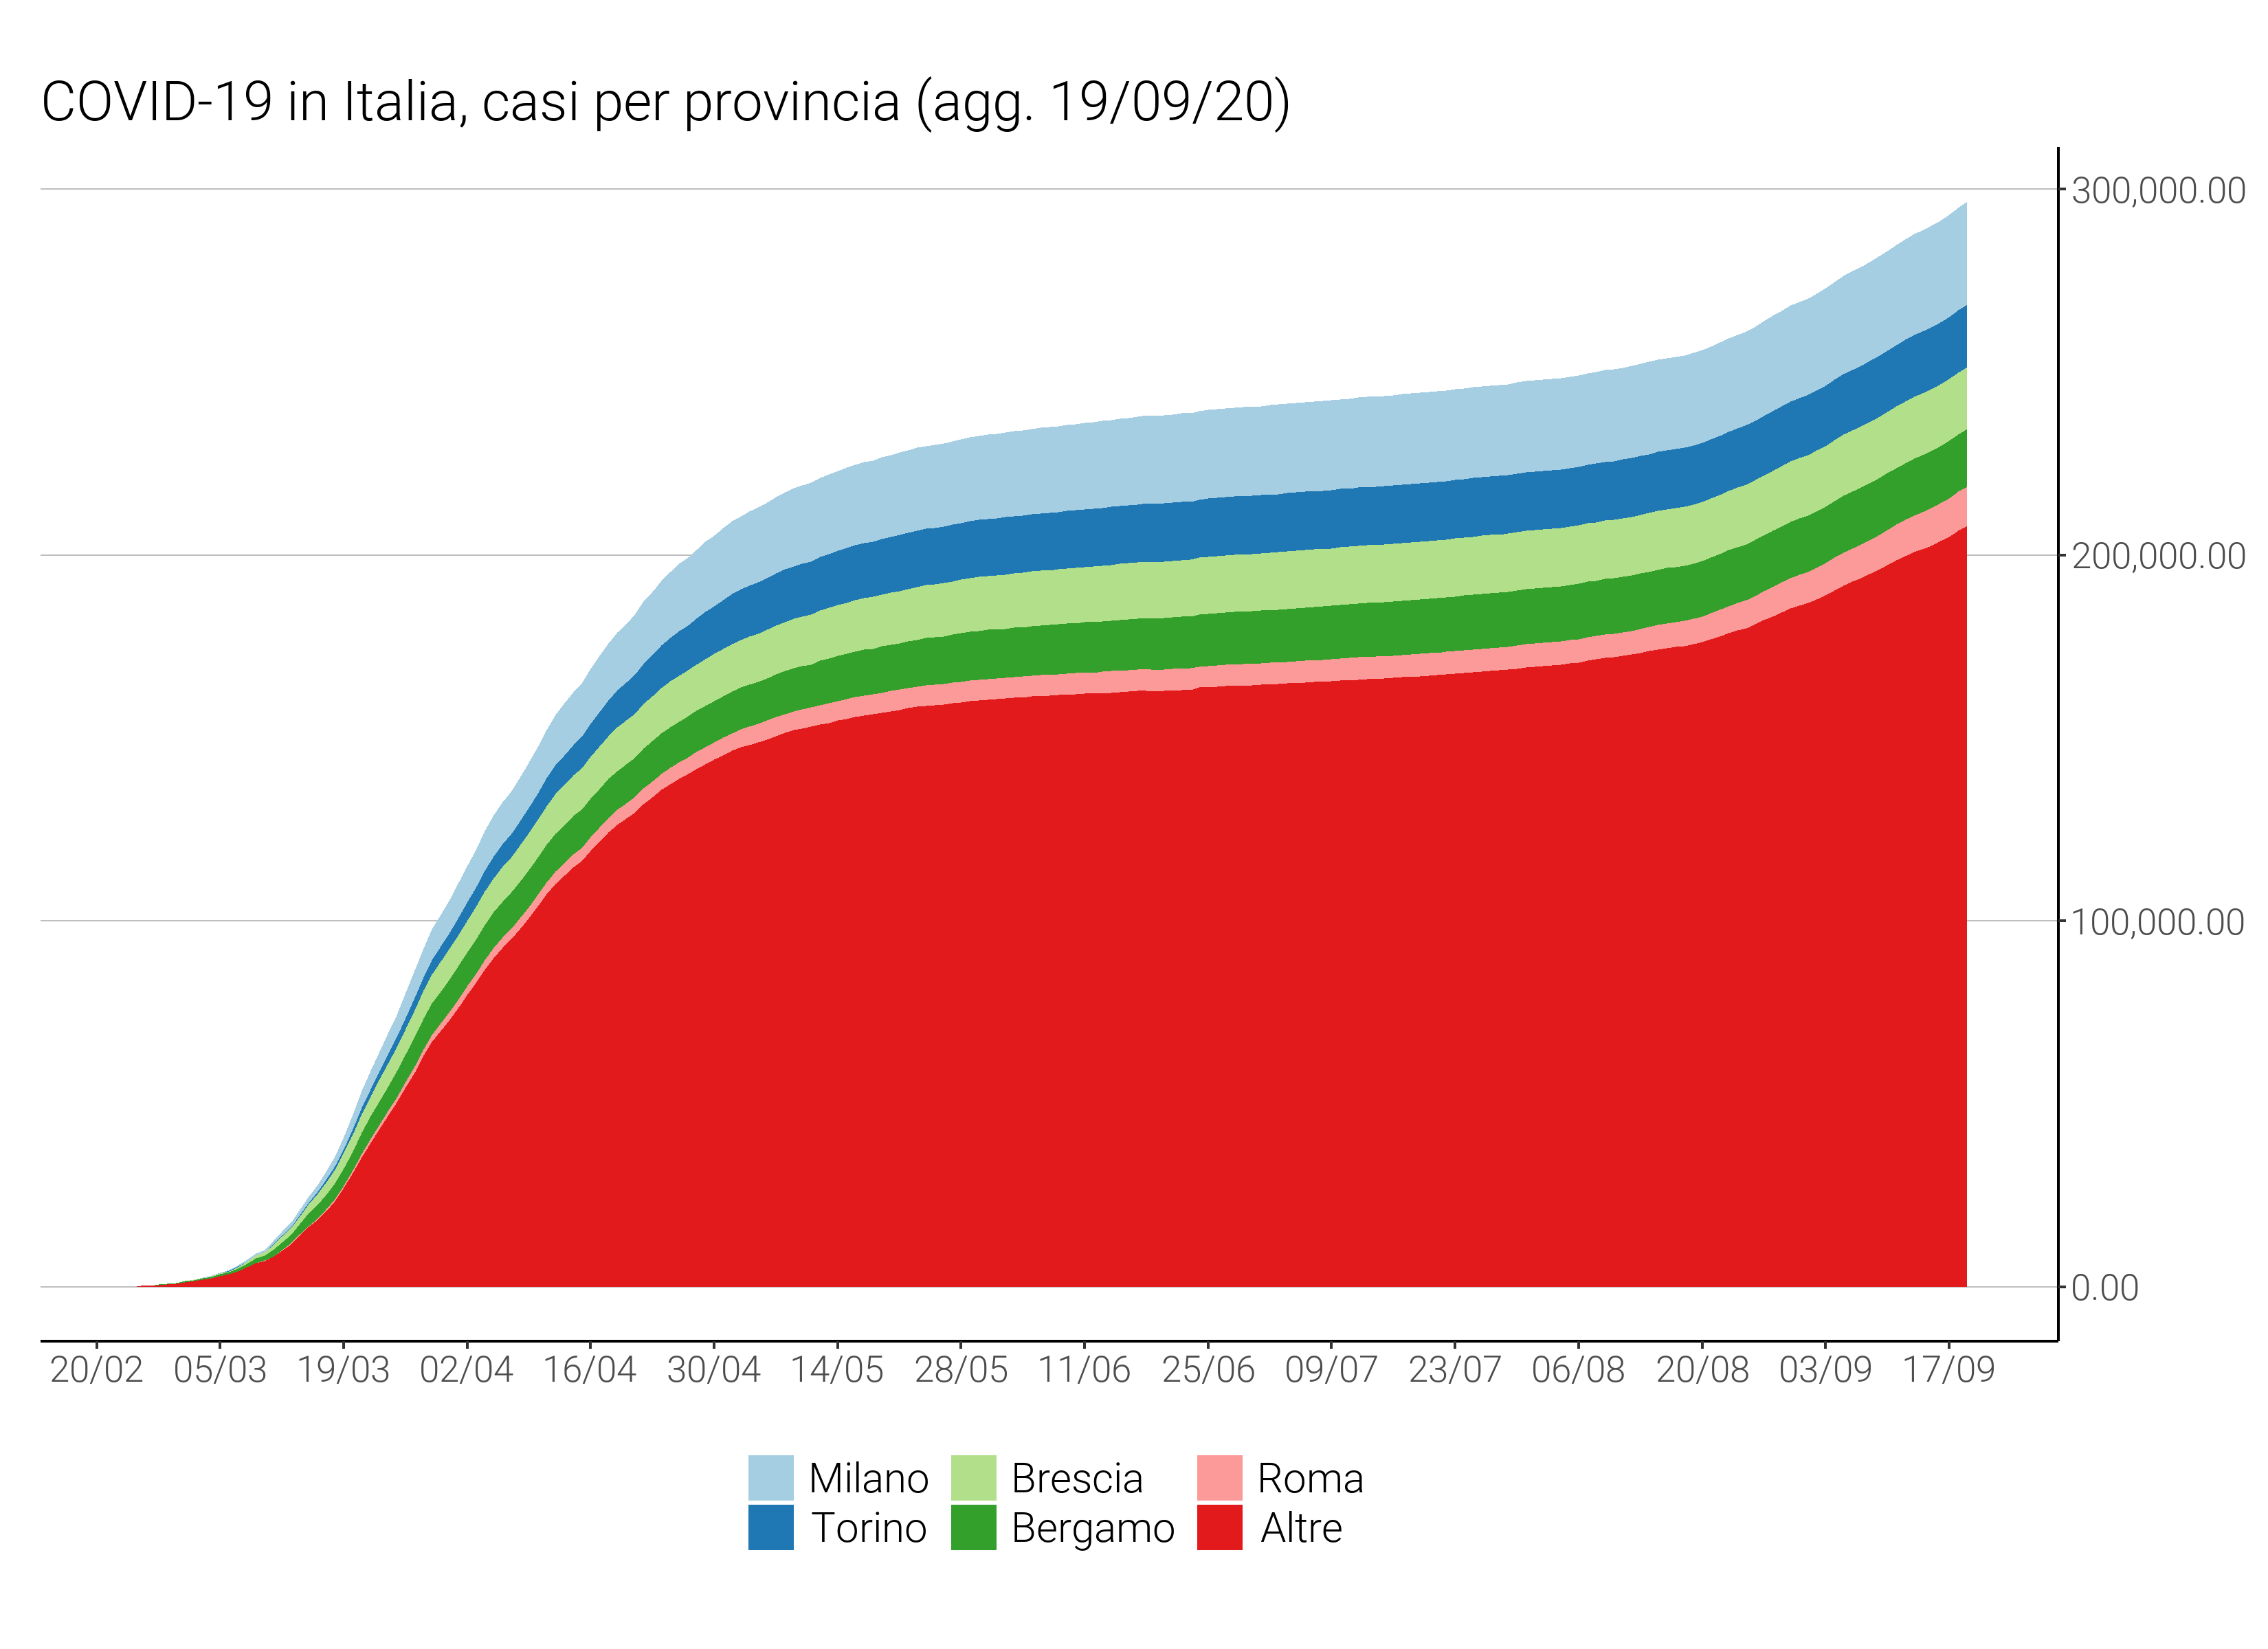 COVID-19 in Italia, casi per provincia (agg. 19/09/20)
300,000.00
200,000.00
100,000.00
0.00
20/02 05/03 19/03 02/04 16/04 30/04 14/05 28/05 11/06 25/06 09/07 23/07 06/08 20/08 03/09 17/09
Milano Brescia Roma
Torino Bergamo Altre